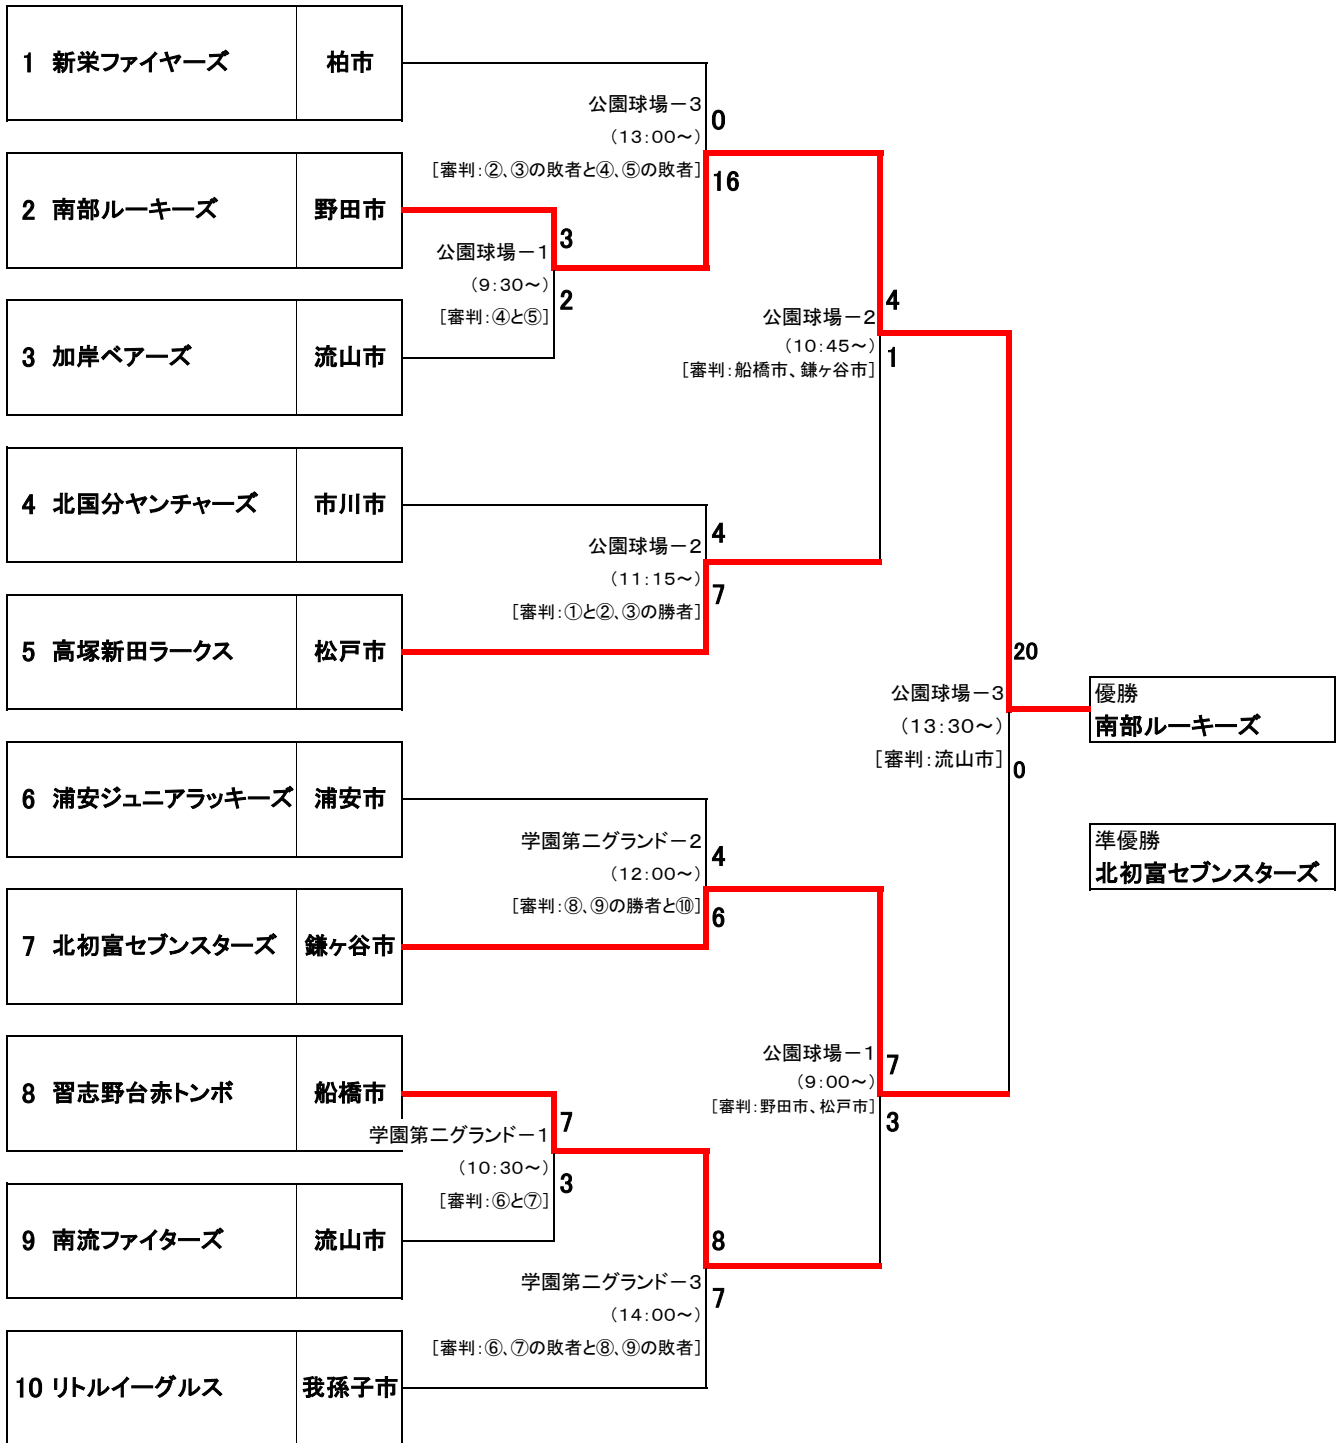 1 新栄ファイヤーズ 柏市
公園球場－3
0
(13:00～)
[審判:②、③の敗者と④、⑤の敗者]
16
2 南部ルーキーズ 野田市
3
公園球場－1
(9:30～)
2
[審判:④と⑤]
3 加岸ベアーズ 流山市
4
公園球場－2
(10:45～)
1
[審判:船橋市、鎌ヶ谷市]
4 北国分ヤンチャーズ 市川市
4
公園球場－2
(11:15～)
7
[審判:①と②、③の勝者]
5 高塚新田ラークス 松戸市
20
公園球場－3
(13:30～)
[審判:流山市]
0
優勝
南部ルーキーズ
6 浦安ジュニアラッキーズ 浦安市
学園第二グランド－2
4
(12:00～)
[審判:⑧、⑨の勝者と⑩]
6
準優勝
北初富セブンスターズ
7 北初富セブンスターズ 鎌ヶ谷市
公園球場－1
7
(9:00～)
[審判:野田市、松戸市]
3
8 習志野台赤トンボ 船橋市
7
学園第二グランド－1
(10:30～)
3
[審判:⑥と⑦]
9 南流ファイターズ 流山市
8
学園第二グランド－3
7
(14:00～)
[審判:⑥、⑦の敗者と⑧、⑨の敗者]
10 リトルイーグルス 我孫子市